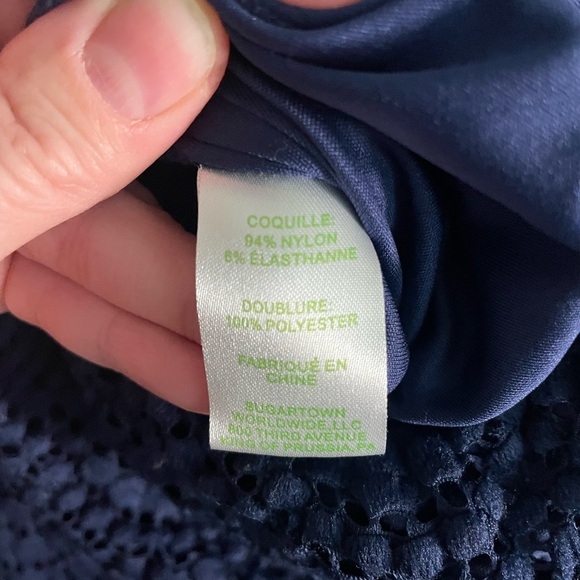 COQUILLE:
94% NYLON
6% ÉLASTHANNE
DOUBLURE:
100% POLYESTER
FABRIQUÉ EN
CHINE
SUGARTOWN
WORLDWIDE, LLC
800 THIRD AVENUE
KING OF PRUSSIA, PA